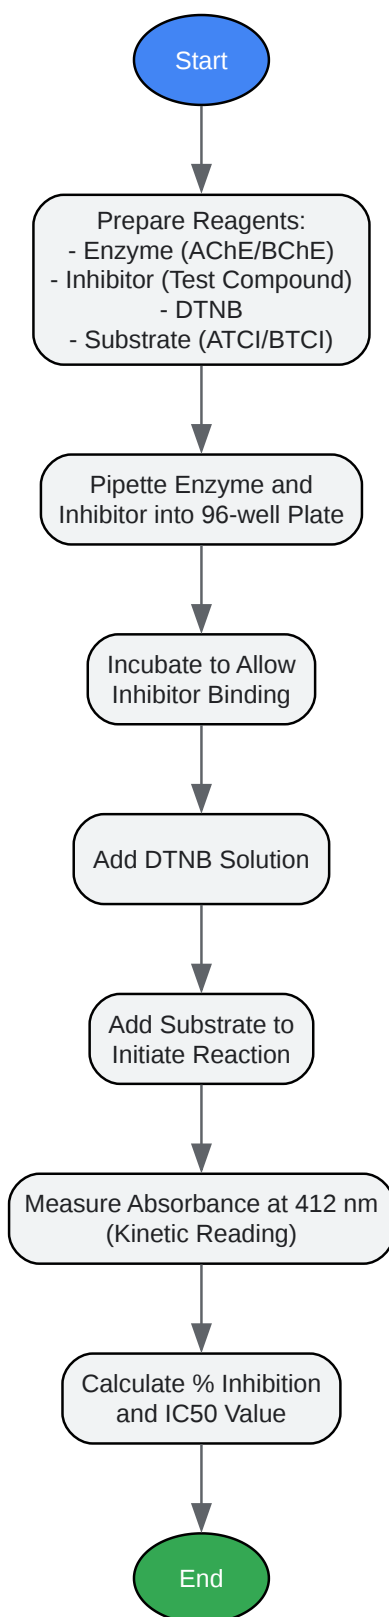 Start
Prepare Reagents:
- Enzyme (AChE/BChE)
- Inhibitor (Test Compound)
- DTNB
- Substrate (ATCI/BTCI)
Pipette Enzyme and
Inhibitor into 96-well Plate
Incubate to Allow
Inhibitor Binding
Add DTNB Solution
Add Substrate to
Initiate Reaction
Measure Absorbance at 412 nm
(Kinetic Reading)
Calculate % Inhibition
and IC50 Value
End